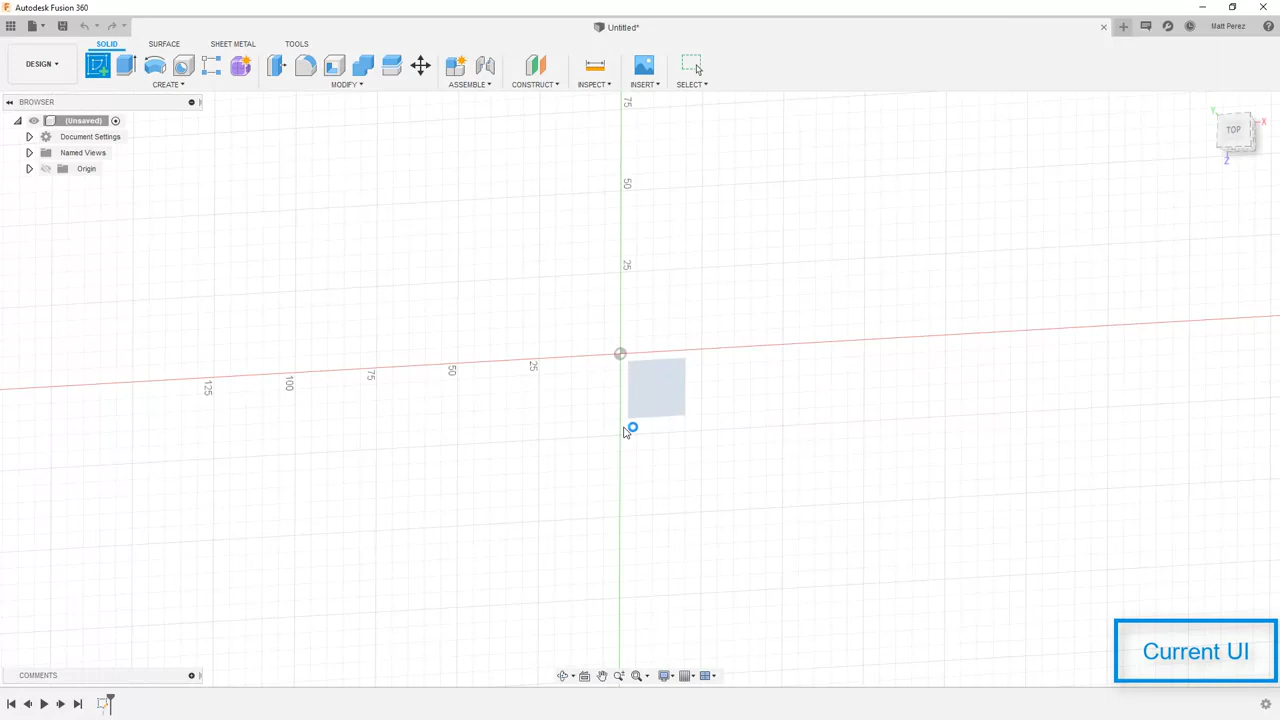 Autodesk Fusion 360
Untitled*
Matt Perez
DESIGN
SOLID SURFACE SHEET METAL TOOLS
CREATE MODIFY ASSEMBLE CONSTRUCT INSPECT INSERT SELECT
BROWSER
(Unsaved)
Document Settings
Named Views
Origin
TOP
X
Y
Z
75
50
25
125
100
75
50
25
Current UI
COMMENTS